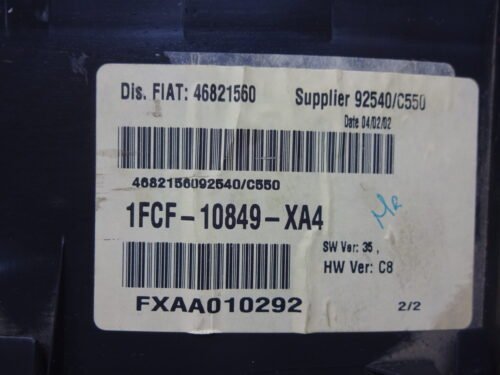 Dis. FIAT: 46821560 Supplier 92540/C550
Date 04/02/02
4682156092540/C550
1FCF-10849-XA4
SW Ver: 35 ,
HW Ver: C8
FXAA010292
2/2